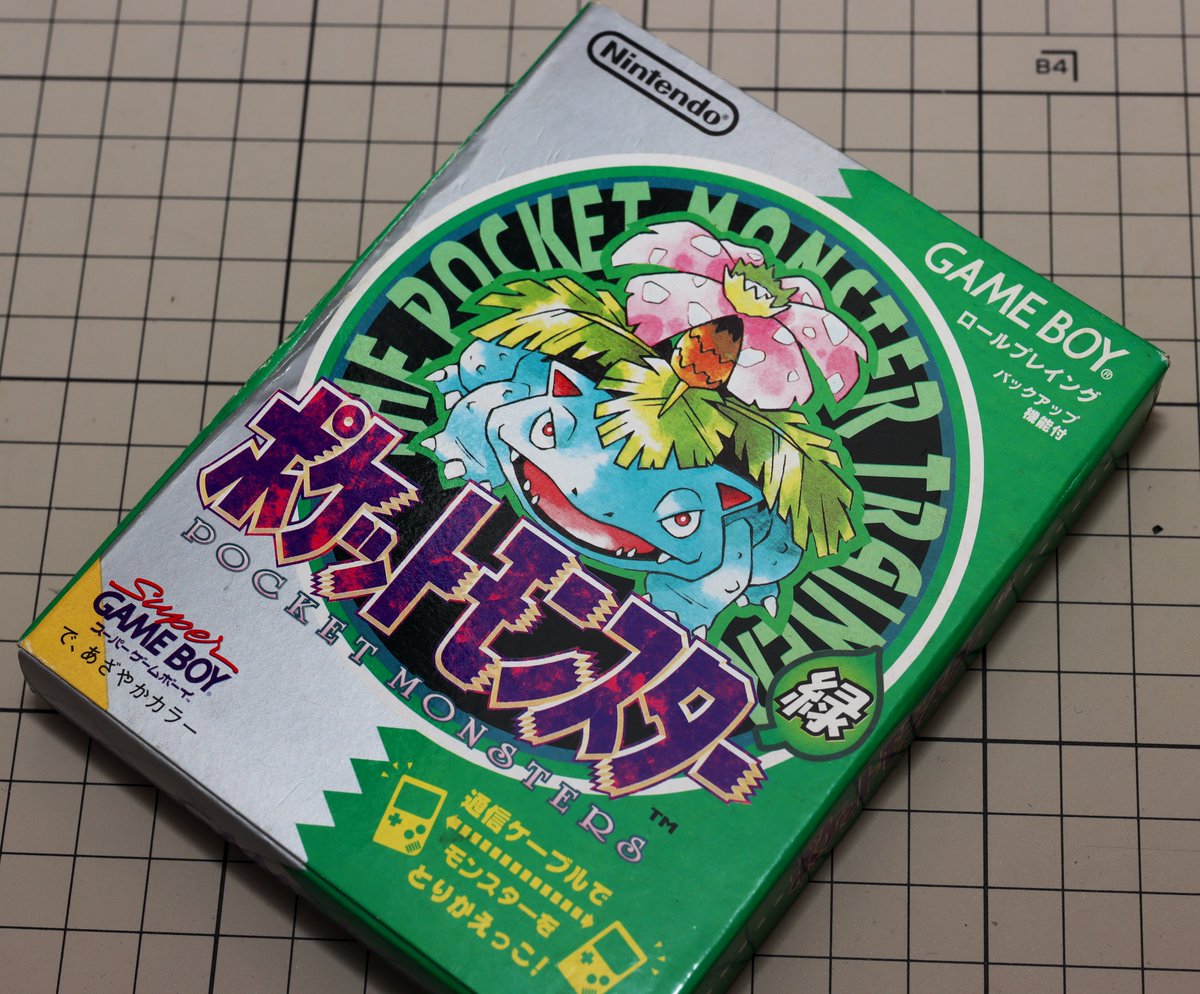 B4
Nintendo®
GAME BOY®
ロールプレイング
バックアップ
機能付
THE POCKET MONSTER TRAINER
ポケットモンスター
POCKET MONSTERS
TM
緑
Super
GAME BOY
スーパーゲームボーイ
で、あざやかカラー
通信ケーブルで
モンスターを
とりかえっこ!